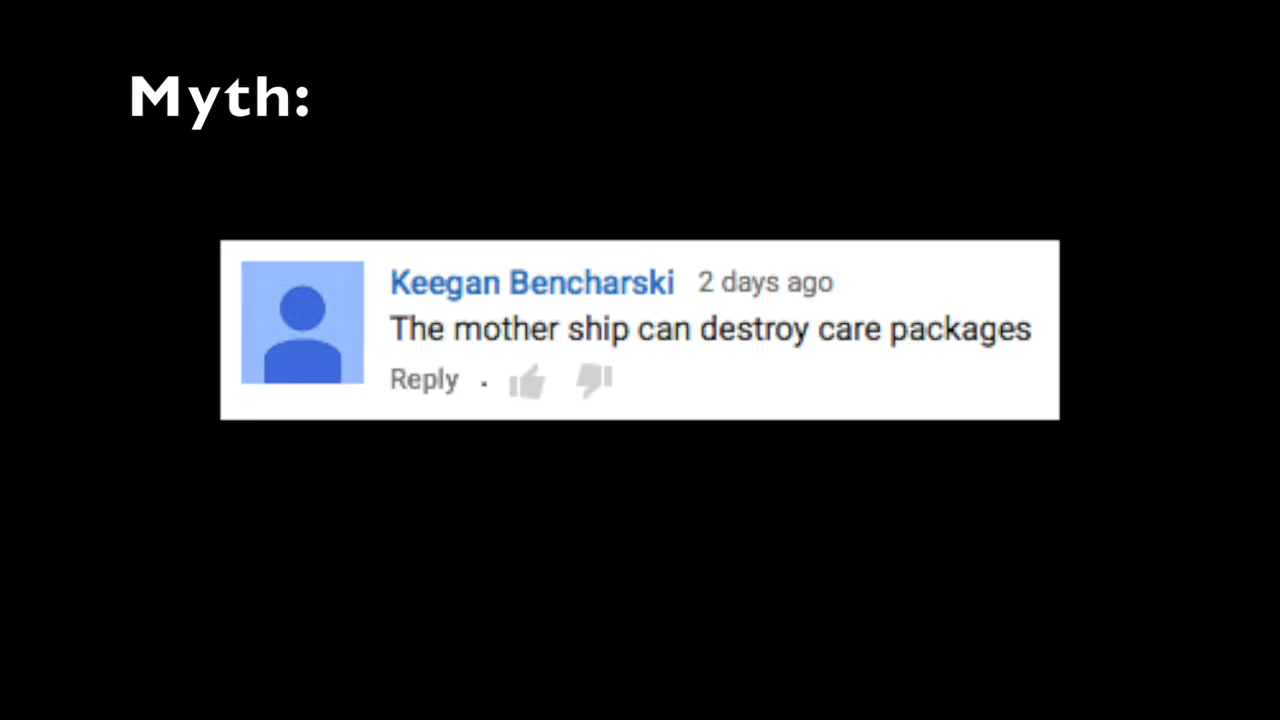 Myth:
Keegan Bencharski 2 days ago
The mother ship can destroy care packages
Reply .